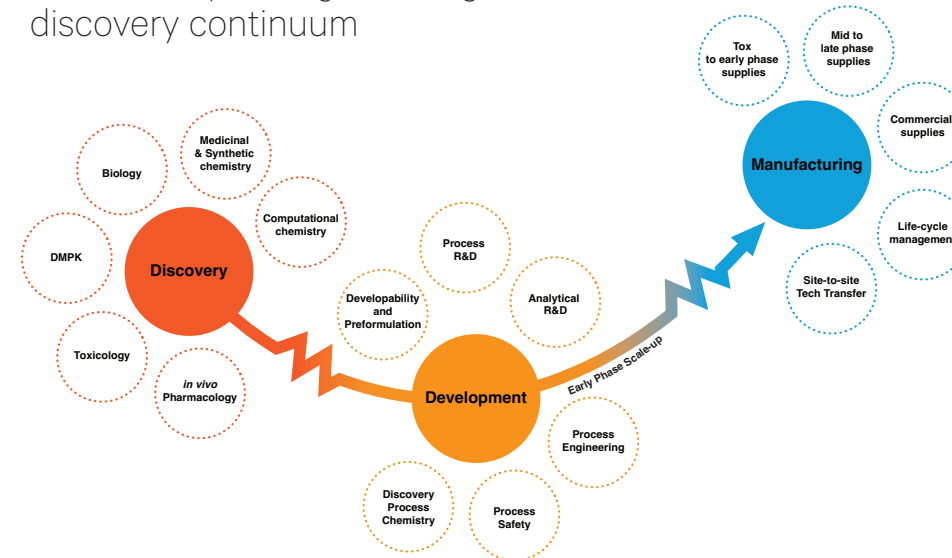 discovery continuum
Tox
to early phase
supplies
Mid to
late phase
supplies
Commercial
supplies
Manufacturing
Life-cycle
Site-to-site
Tech Transfer
Medicinal
& Synthetic
chemistry
Biology
Computational
chemistry
DMPK
Discovery
Toxicology
in vivo
Pharmacology
Process
R&D
Developability
and
Preformulation
Analytical
R&D
Early Phase Scale-up
Development
Process
Engineering
Discovery
Process
Chemistry
Process
Safety